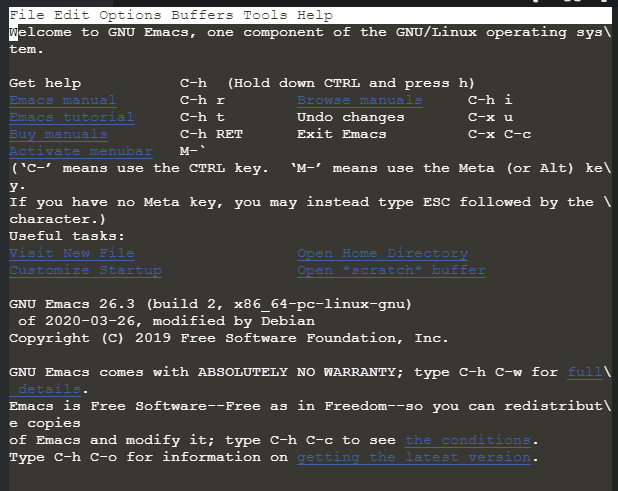 File Edit Options Buffers Tools Help
Welcome to GNU Emacs, one component of the GNU/Linux operating sys\
tem.
Get help C-h (Hold down CTRL and press h)
Emacs manual C-h r Browse manuals C-h i
Emacs tutorial C-h t Undo changes C-x u
Buy manuals C-h RET Exit Emacs C-x C-c
Activate menubar M-`
(‘C-’ means use the CTRL key. ‘M-’ means use the Meta (or Alt) ke\
y.
If you have no Meta key, you may instead type ESC followed by the \
character.)
Useful tasks:
Visit New File Open Home Directory
Customize Startup Open *scratch* buffer
GNU Emacs 26.3 (build 2, x86_64-pc-linux-gnu)
of 2020-03-26, modified by Debian
Copyright (C) 2019 Free Software Foundation, Inc.
GNU Emacs comes with ABSOLUTELY NO WARRANTY; type C-h C-w for full\
details.
Emacs is Free Software--Free as in Freedom--so you can redistribut\
e copies
of Emacs and modify it; type C-h C-c to see the conditions.
Type C-h C-o for information on getting the latest version.